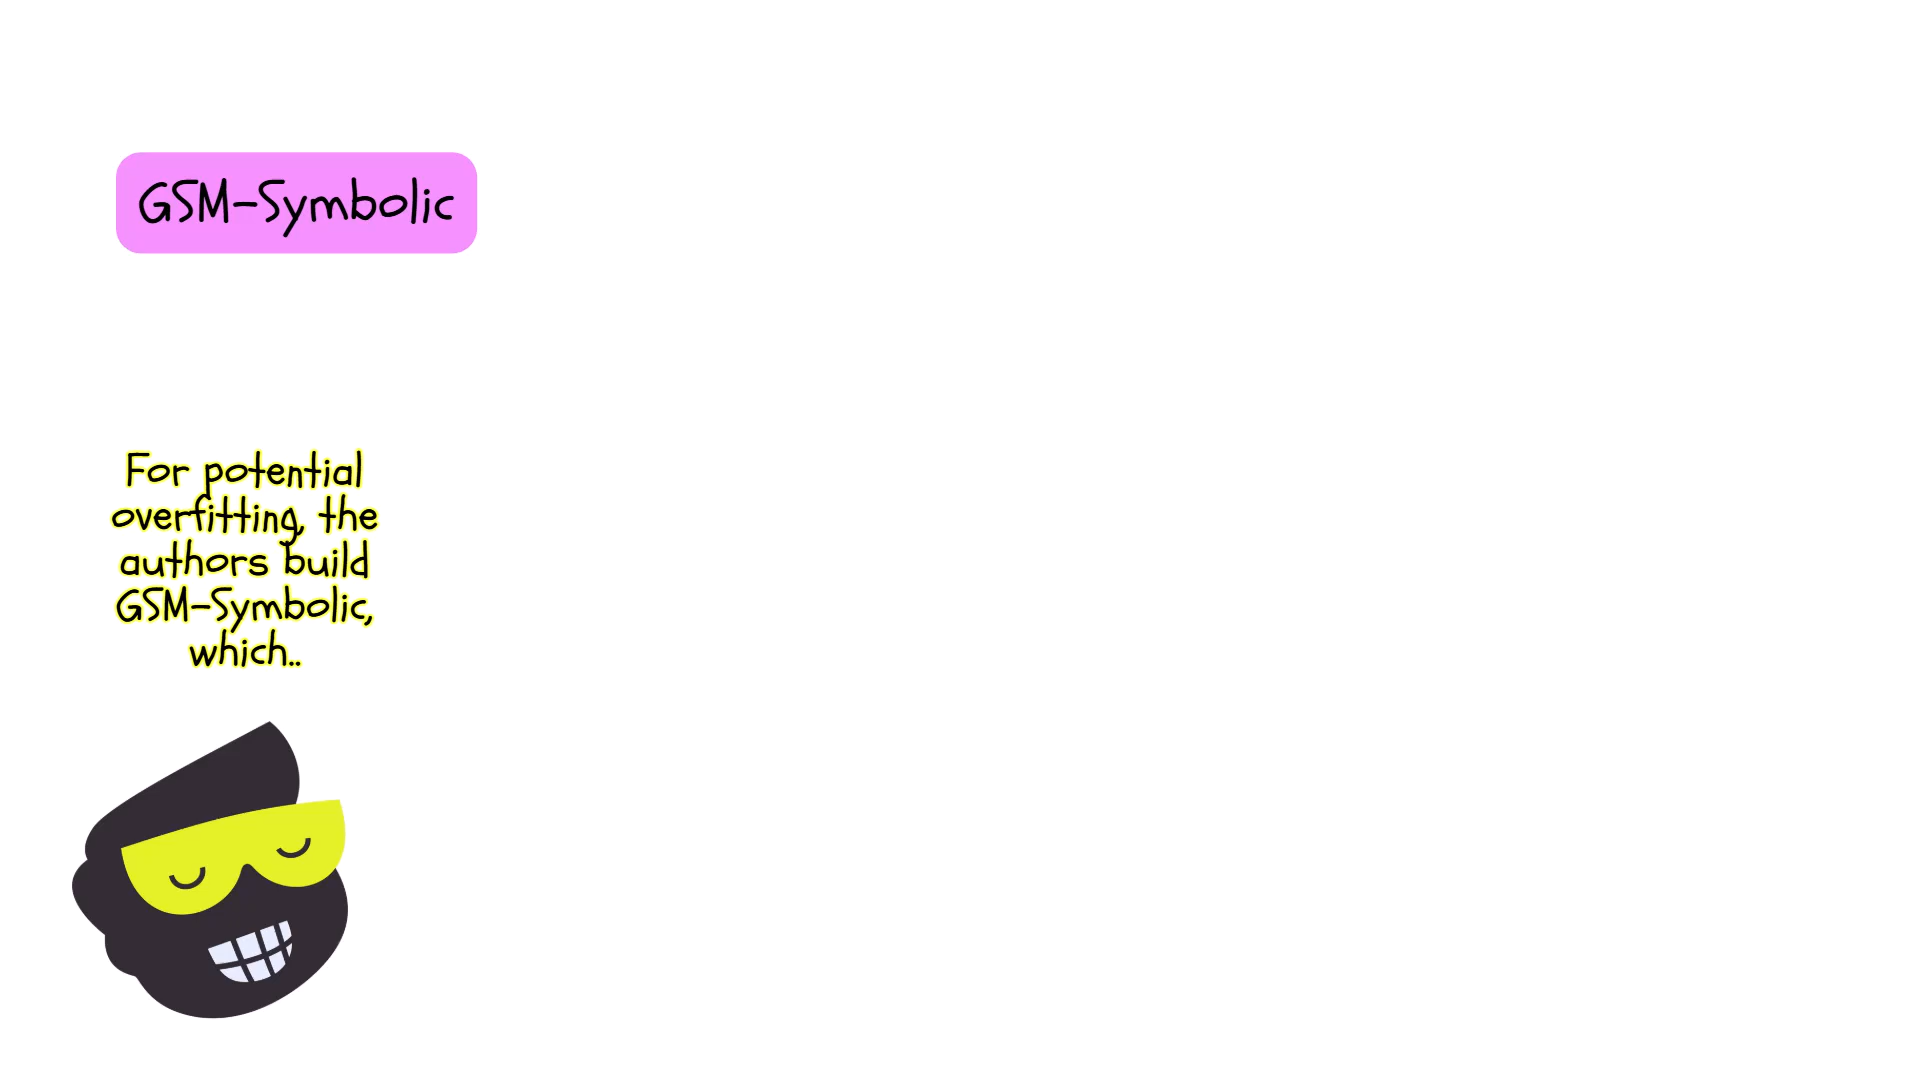 GSM-Symbolic
For potential
overfitting, the
authors build
GSM-Symbolic,
which..